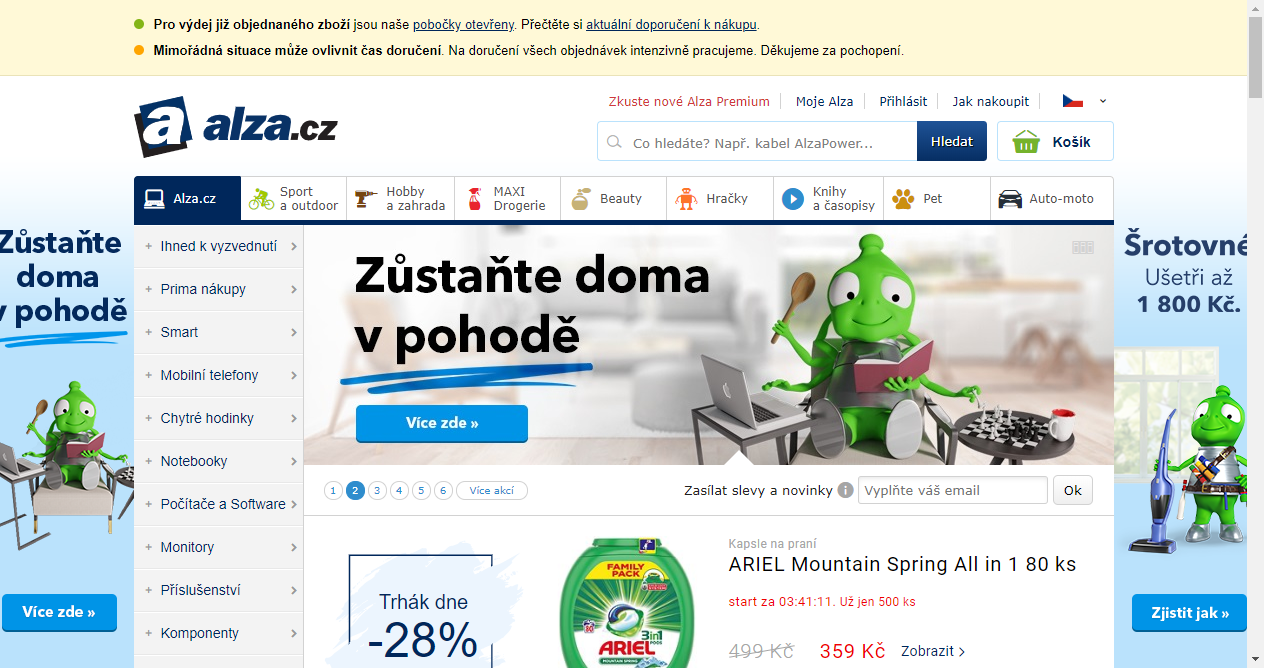 Pro výdej již objednaného zboží jsou naše pobočky otevřeny. Přečtěte si aktuální doporučení k nákupu.
Mimořádná situace může ovlivnit čas doručení. Na doručení všech objednávek intenzivně pracujeme. Děkujeme za pochopení.
Zkuste nové Alza Premium
Moje Alza
Přihlásit
Jak nakoupit
a alza.cz
Co hledáte? Např. kabel AlzaPower...
Hledat
Košík
Alza.cz
Sport
a outdoor
Hobby
a zahrada
MAXI
Drogerie
Beauty
Hračky
Knihy
a časopisy
Pet
Auto-moto
Zůstaňte
doma
v pohodě
Více zde »
Ihned k vyzvednutí
Prima nákupy
Smart
Mobilní telefony
Chytré hodinky
Notebooky
Počítače a Software
Monitory
Příslušenství
Komponenty
Zůstaňte doma
v pohodě
Více zde »
1 2 3 4 5 6 Více akcí
Zasílat slevy a novinky i Vyplňte váš email Ok
Šrotovné
Ušetři až
1 800 Kč.
Zjistit jak »
Trhák dne
-28%
FAMILY
PACK
80
3in1
PODS
ARIEL
MOUNTAIN SPRING
Kapsle na praní
ARIEL Mountain Spring All in 1 80 ks
start za 03:41:11. Už jen 500 ks
499 Kč 359 Kč Zobrazit